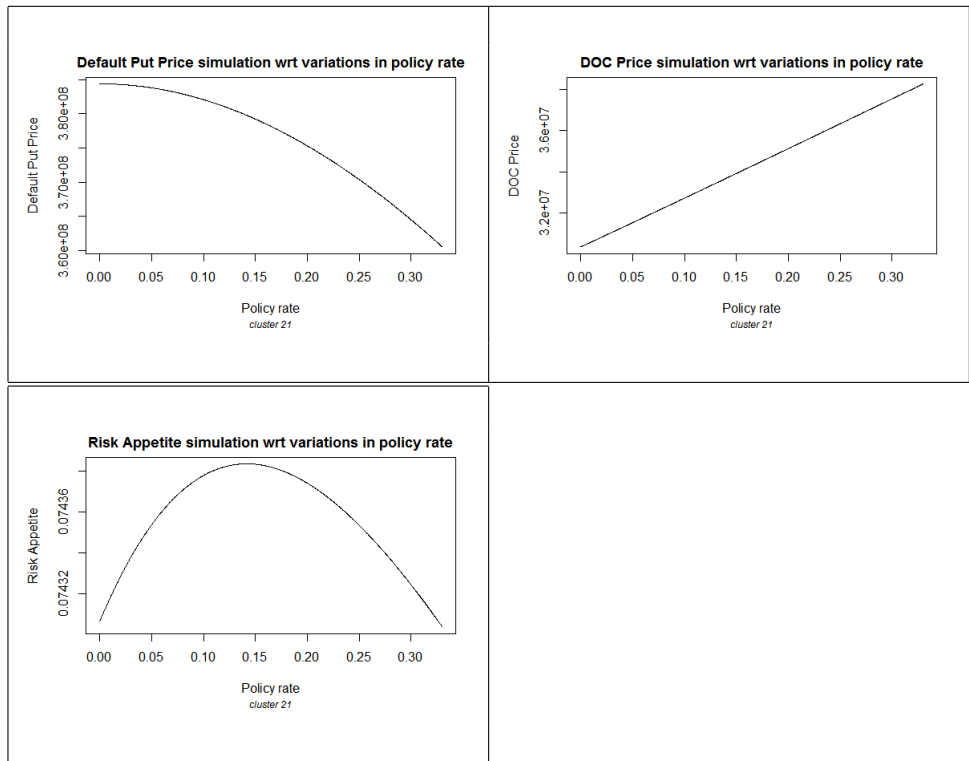 Default Put Price simulation wrt variations in policy rate
Default Put Price
3.60e+08 3.70e+08 3.80e+08
0.00 0.05 0.10 0.15 0.20 0.25 0.30
Policy rate
cluster 21
DOC Price simulation wrt variations in policy rate
DOC Price
3.2e+07 3.6e+07
0.00 0.05 0.10 0.15 0.20 0.25 0.30
Policy rate
cluster 21
Risk Appetite simulation wrt variations in policy rate
Risk Appetite
0.07432 0.07436
0.00 0.05 0.10 0.15 0.20 0.25 0.30
Policy rate
cluster 21